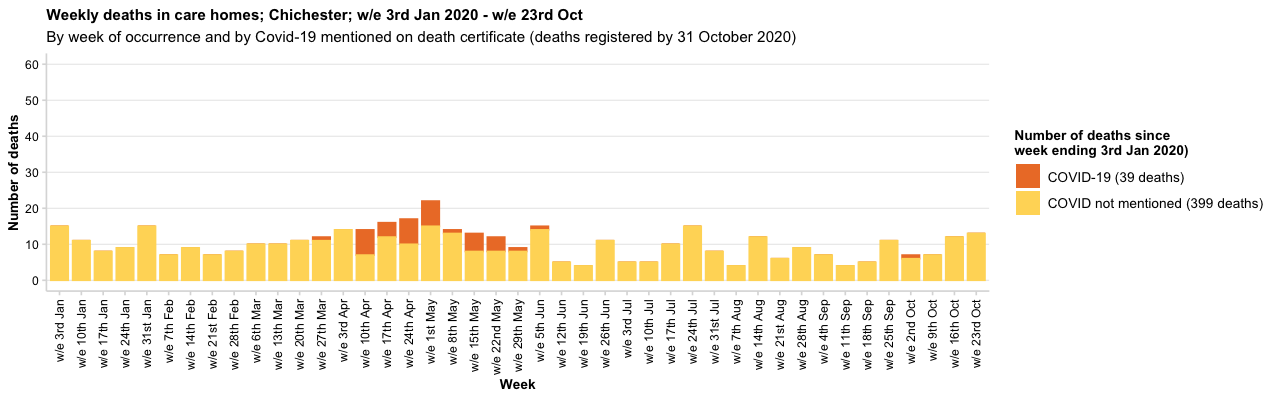 Weekly deaths in care homes; Chichester; w/e 3rd Jan 2020 - w/e 23rd Oct
By week of occurrence and by Covid-19 mentioned on death certificate (deaths registered by 31 October 2020)
Number of deaths
60
50
40
30
20
10
0
w/e 3rd Jan
w/e 10th Jan
w/e 17th Jan
w/e 24th Jan
w/e 31st Jan
w/e 7th Feb
w/e 14th Feb
w/e 21st Feb
w/e 28th Feb
w/e 6th Mar
w/e 13th Mar
w/e 20th Mar
w/e 27th Mar
w/e 3rd Apr
w/e 10th Apr
w/e 17th Apr
w/e 24th Apr
w/e 1st May
w/e 8th May
w/e 15th May
w/e 22nd May
w/e 29th May
w/e 5th Jun
w/e 12th Jun
w/e 19th Jun
w/e 26th Jun
w/e 3rd Jul
w/e 10th Jul
w/e 17th Jul
w/e 24th Jul
w/e 31st Jul
w/e 7th Aug
w/e 14th Aug
w/e 21st Aug
w/e 28th Aug
w/e 4th Sep
w/e 11th Sep
w/e 18th Sep
w/e 25th Sep
w/e 2nd Oct
w/e 9th Oct
w/e 16th Oct
w/e 23rd Oct
Week
Number of deaths since
week ending 3rd Jan 2020)
COVID-19 (39 deaths)
COVID not mentioned (399 deaths)